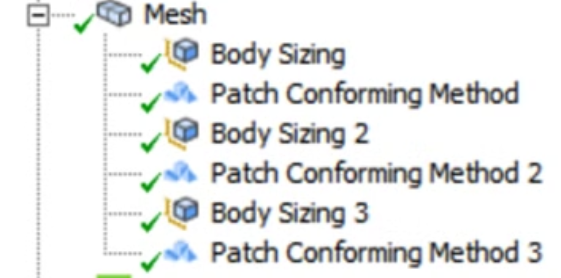 Mesh
Body Sizing
Patch Conforming Method
Body Sizing 2
Patch Conforming Method 2
Body Sizing 3
Patch Conforming Method 3